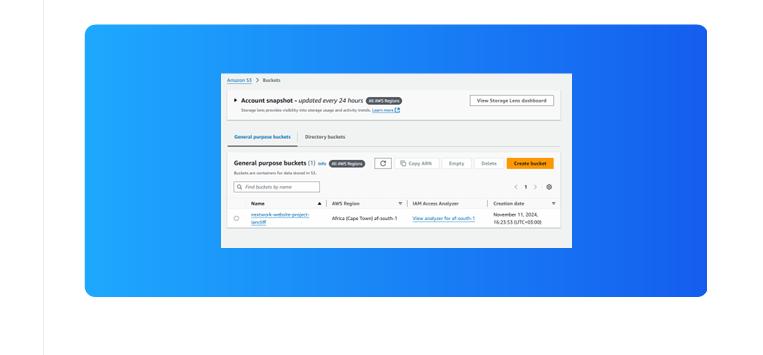 Amazon S3 > Buckets
Account snapshot - updated every 24 hours All AWS Regions View Storage Lens dashboard
Storage lens provides visibility into storage usage and activity trends. Learn more
General purpose buckets Directory buckets
General purpose buckets (1) Info All AWS Regions Copy ARN Empty Delete Create bucket
Buckets are containers for data stored in S3.
Find buckets by name 1
Name AWS Region IAM Access Analyzer Creation date
nextwork-website-project- Africa (Cape Town) af-south-1 View analyzer for af-south-1 November 11, 2024,
16:23:53 (UTC+03:00)